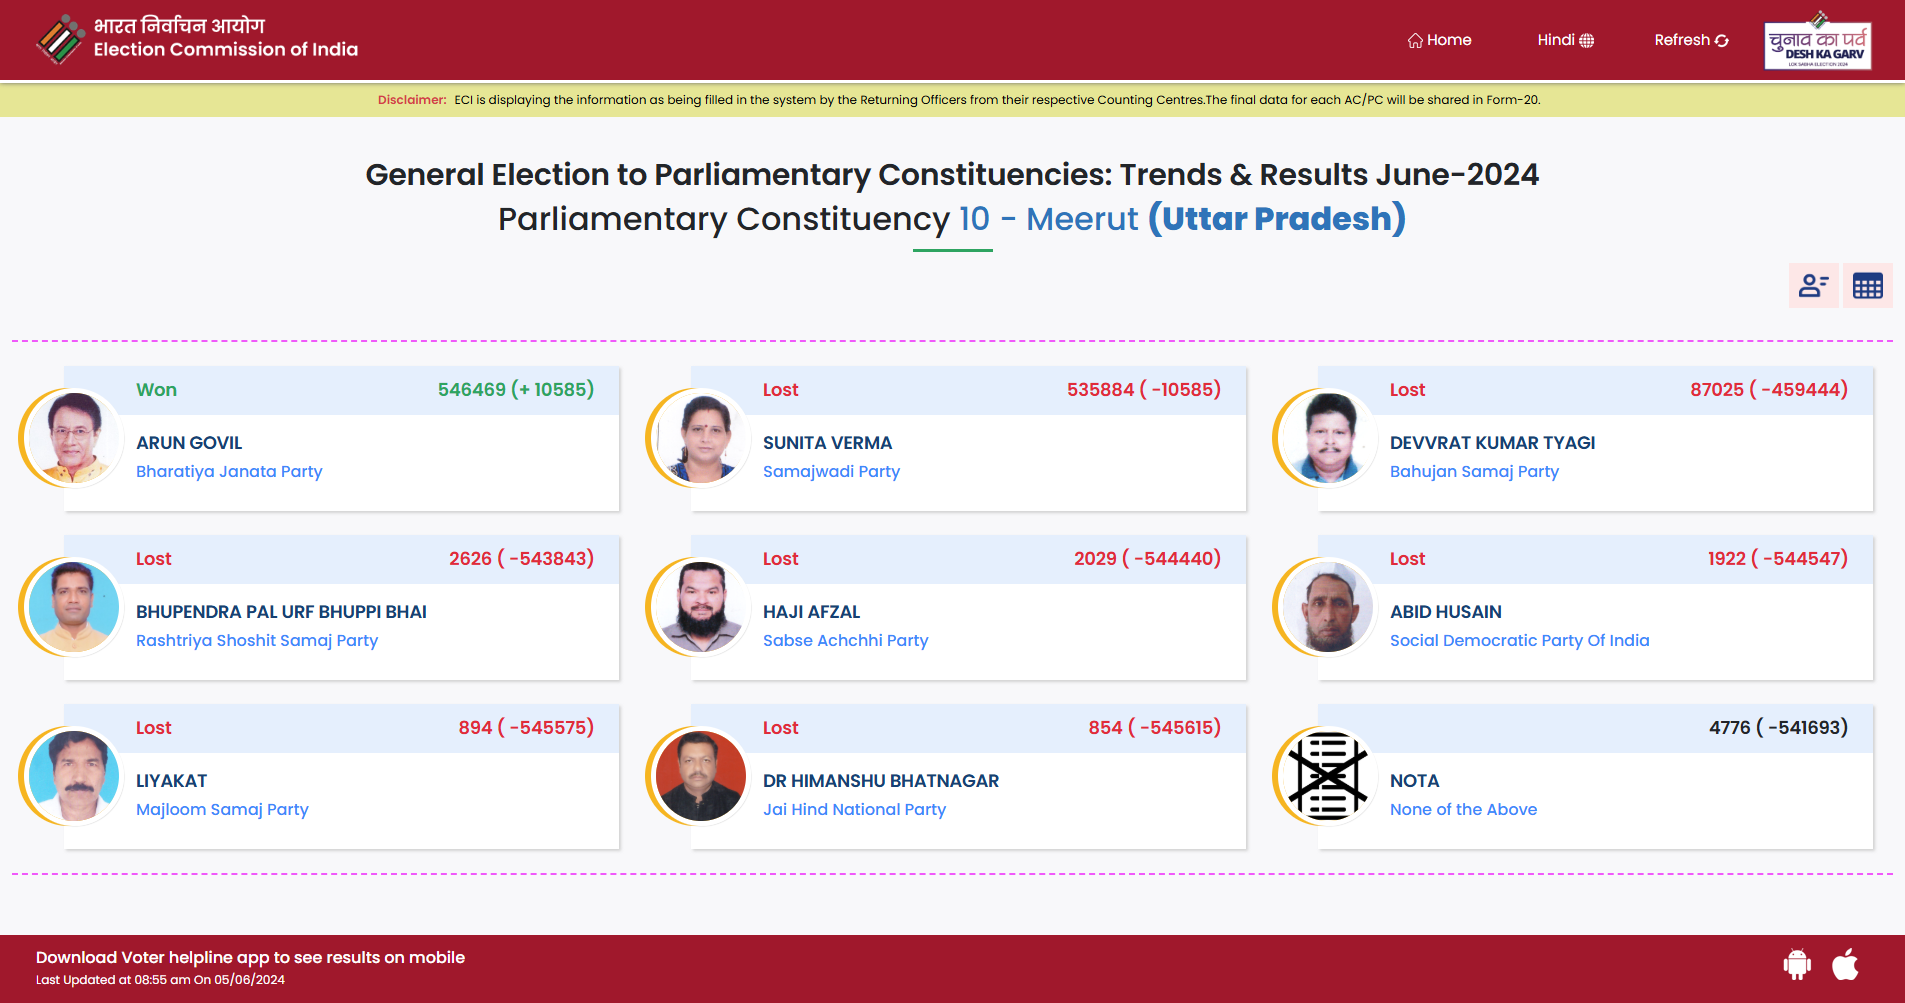 भारत निर्वाचन आयोग
Election Commission of India
Home
Hindi
Refresh
चुनाव का पर्व
DESH KA GARV
LOK SABHA ELECTION 2024
Disclaimer: ECI is displaying the information as being filled in the system by the Returning Officers from their respective Counting Centres.The final data for each AC/PC will be shared in Form-20.
General Election to Parliamentary Constituencies: Trends & Results June-2024
Parliamentary Constituency 10 - Meerut (Uttar Pradesh)
Won 546469 (+ 10585)
ARUN GOVIL
Bharatiya Janata Party
Lost 535884 ( -10585)
SUNITA VERMA
Samajwadi Party
Lost 87025 ( -459444)
DEVVRAT KUMAR TYAGI
Bahujan Samaj Party
Lost 2626 ( -543843)
BHUPENDRA PAL URF BHUPPI BHAI
Rashtriya Shoshit Samaj Party
Lost 2029 ( -544440)
HAJI AFZAL
Sabse Achchhi Party
Lost 1922 ( -544547)
ABID HUSAIN
Social Democratic Party Of India
Lost 894 ( -545575)
LIYAKAT
Majloom Samaj Party
Lost 854 ( -545615)
DR HIMANSHU BHATNAGAR
Jai Hind National Party
4776 ( -541693)
NOTA
None of the Above
Download Voter helpline app to see results on mobile
Last Updated at 08:55 am On 05/06/2024